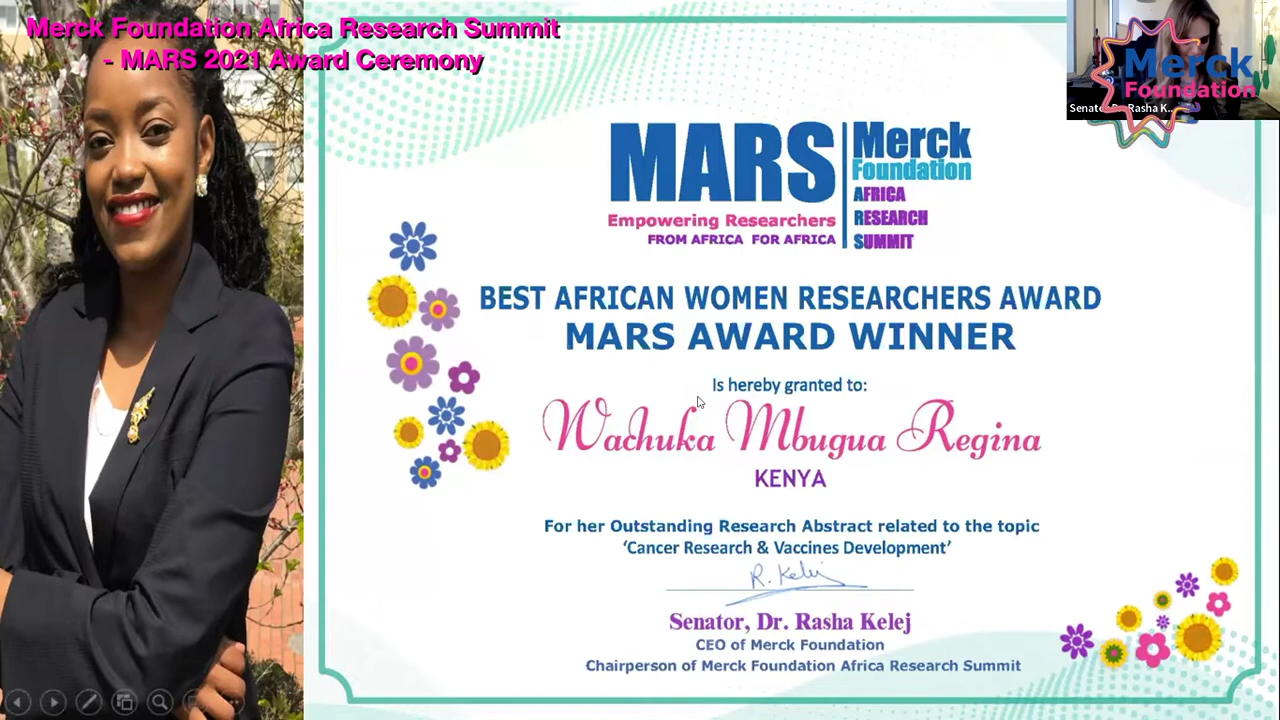 Merck Foundation Africa Research Summit
- MARS 2021 Award Ceremony
Merck
Foundation
MARS
Merck
Foundation
AFRICA
RESEARCH
SUMMIT
Empowering Researchers
FROM AFRICA FOR AFRICA
BEST AFRICAN WOMEN RESEARCHERS AWARD
MARS AWARD WINNER
Is hereby granted to:
Wachuka Mbugua Regina
KENYA
For her Outstanding Research Abstract related to the topic
‘Cancer Research & Vaccines Development’
R. Kelej
Senator, Dr. Rasha Kelej
CEO of Merck Foundation
Chairperson of Merck Foundation Africa Research Summit